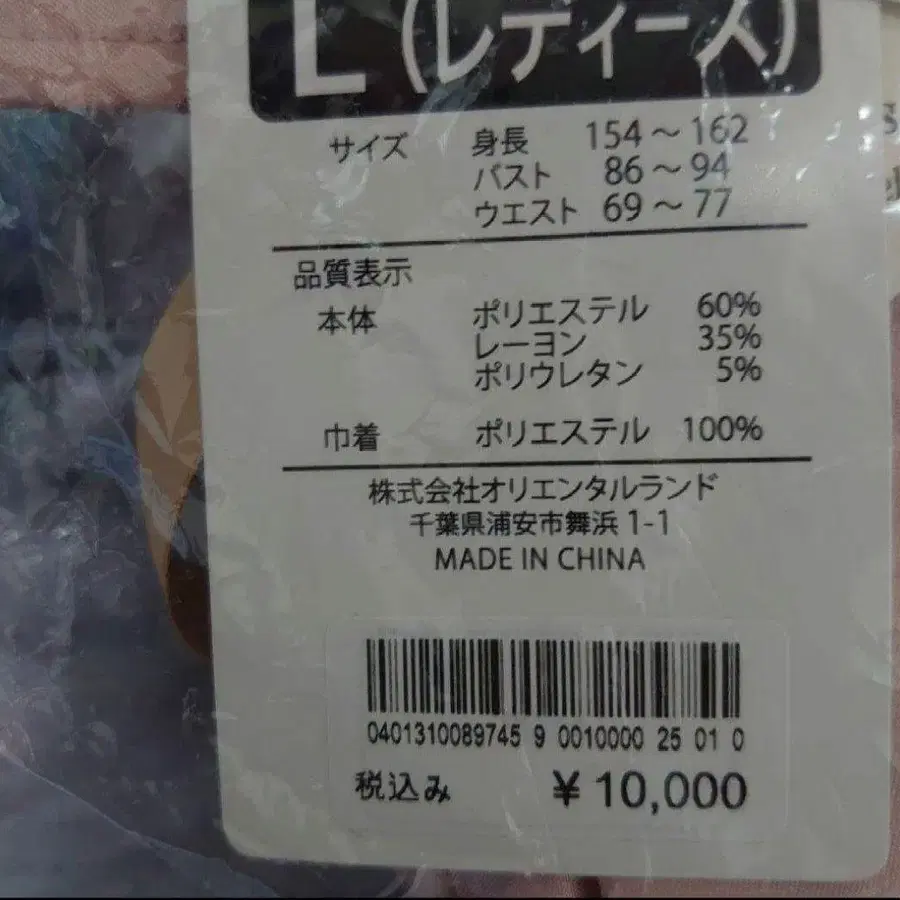 L(レディース)
サイズ 身長 154～162
バスト 86～94
ウエスト 69～77
品質表示
本体 ポリエステル 60%
レーヨン 35%
ポリウレタン 5%
巾着 ポリエステル 100%
株式会社オリエンタルランド
千葉県浦安市舞浜 1-1
MADE IN CHINA
0401310089745 9 0010000 25 01 0
税込み ¥10,000